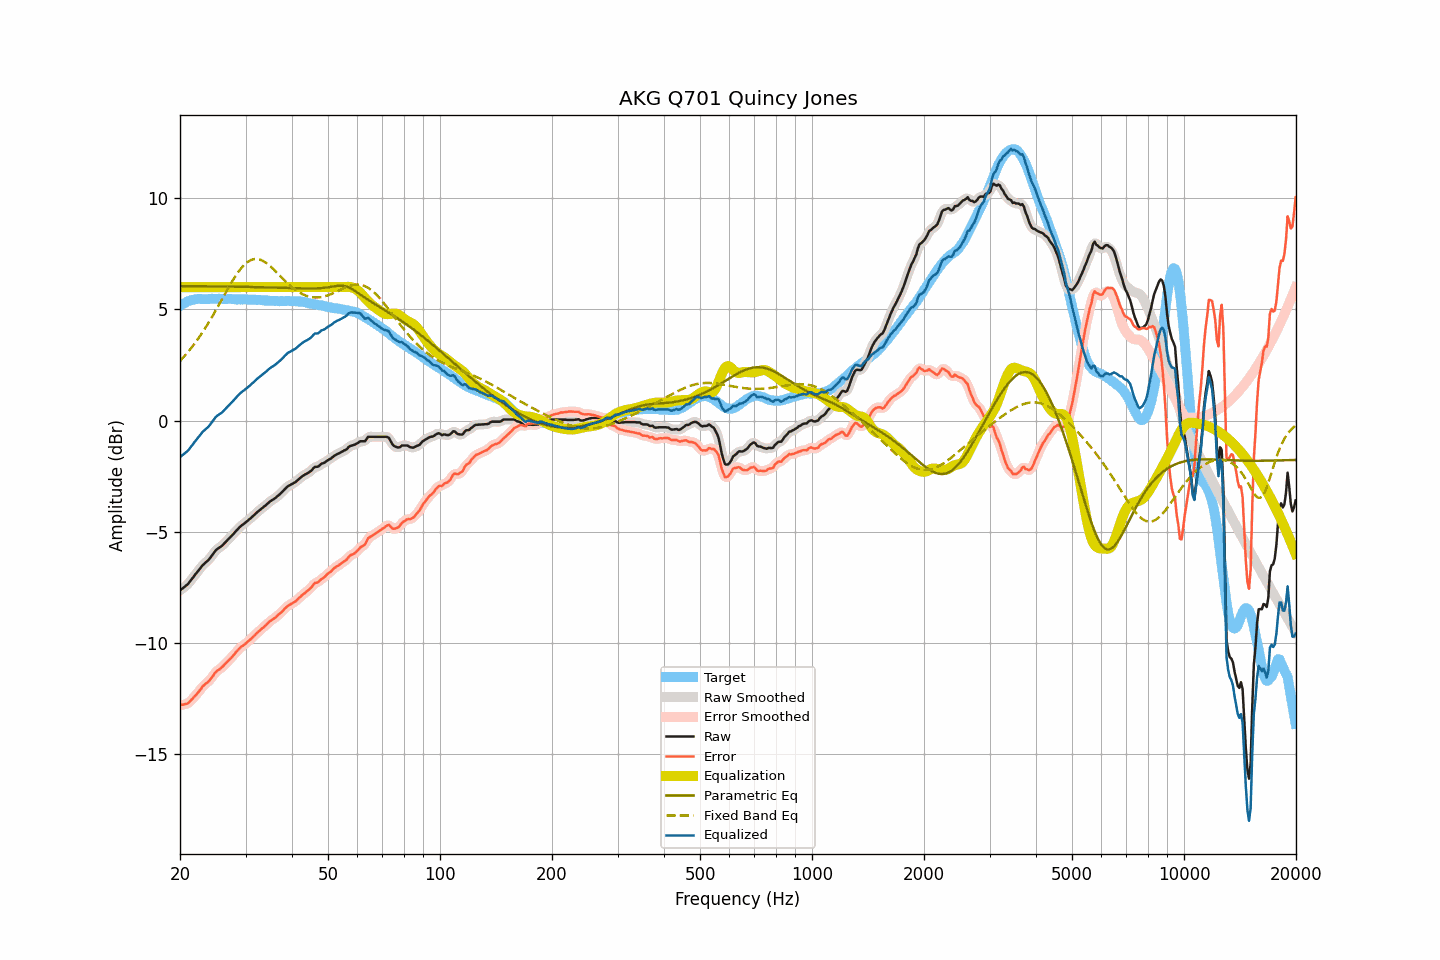 AKG Q701 Quincy Jones
Amplitude (dBr)
10
5
0
−5
−10
−15
Target
Raw Smoothed
Error Smoothed
Raw
Error
Equalization
Parametric Eq
Fixed Band Eq
Equalized
20 50 100 200 500 1000 2000 5000 10000 20000
Frequency (Hz)